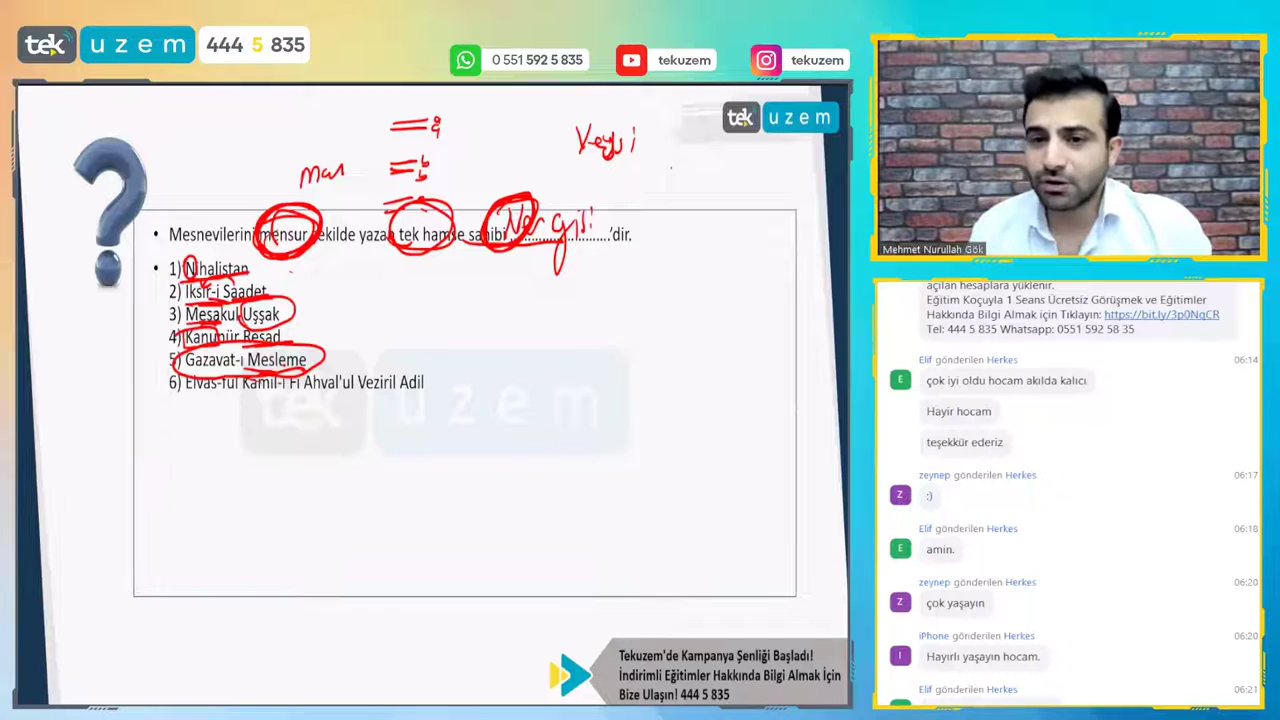 tek uzem 444 5 835
0 551 592 5 835 tekuzem tekuzem
tek uzem
Veysi
= a
a
= b
b
Nergisi
• Mesnevilerini mensur şekilde yazan tek hamse sahibi ..........................'dir.
• 1) Nihalistan
2) İksir-i Saadet
3) Meşakul Uşşak
4) Kanunür Reşad
5) Gazavat-ı Mesleme
6) Elvas-ful Kamil-i Fi Ahval'ul Veziril Adil
tek uzem
Tekuzem'de Kampanya Şenliği Başladı!
İndirimli Eğitimler Hakkında Bilgi Almak İçin
Bize Ulaşın! 444 5 835
Mehmet Nurullah Gök
açılan hesaplara yüklenir.
Eğitim Koçuyla 1 Seans Ücretsiz Görüşmek ve Eğitimler
Hakkında Bilgi Almak için Tıklayın: https://bit.ly/3p0NqCR
Tel: 444 5 835 Whatsapp: 0551 592 58 35
Elif gönderilen Herkes 06:14
E çok iyi oldu hocam akılda kalıcı
Hayir hocam
teşekkür ederiz
zeynep gönderilen Herkes 06:17
Z :)
Elif gönderilen Herkes 06:18
E amin.
zeynep gönderilen Herkes 06:20
Z çok yaşayın
iPhone gönderilen Herkes 06:20
I Hayırlı yaşayın hocam.
Elif gönderilen Herkes 06:21